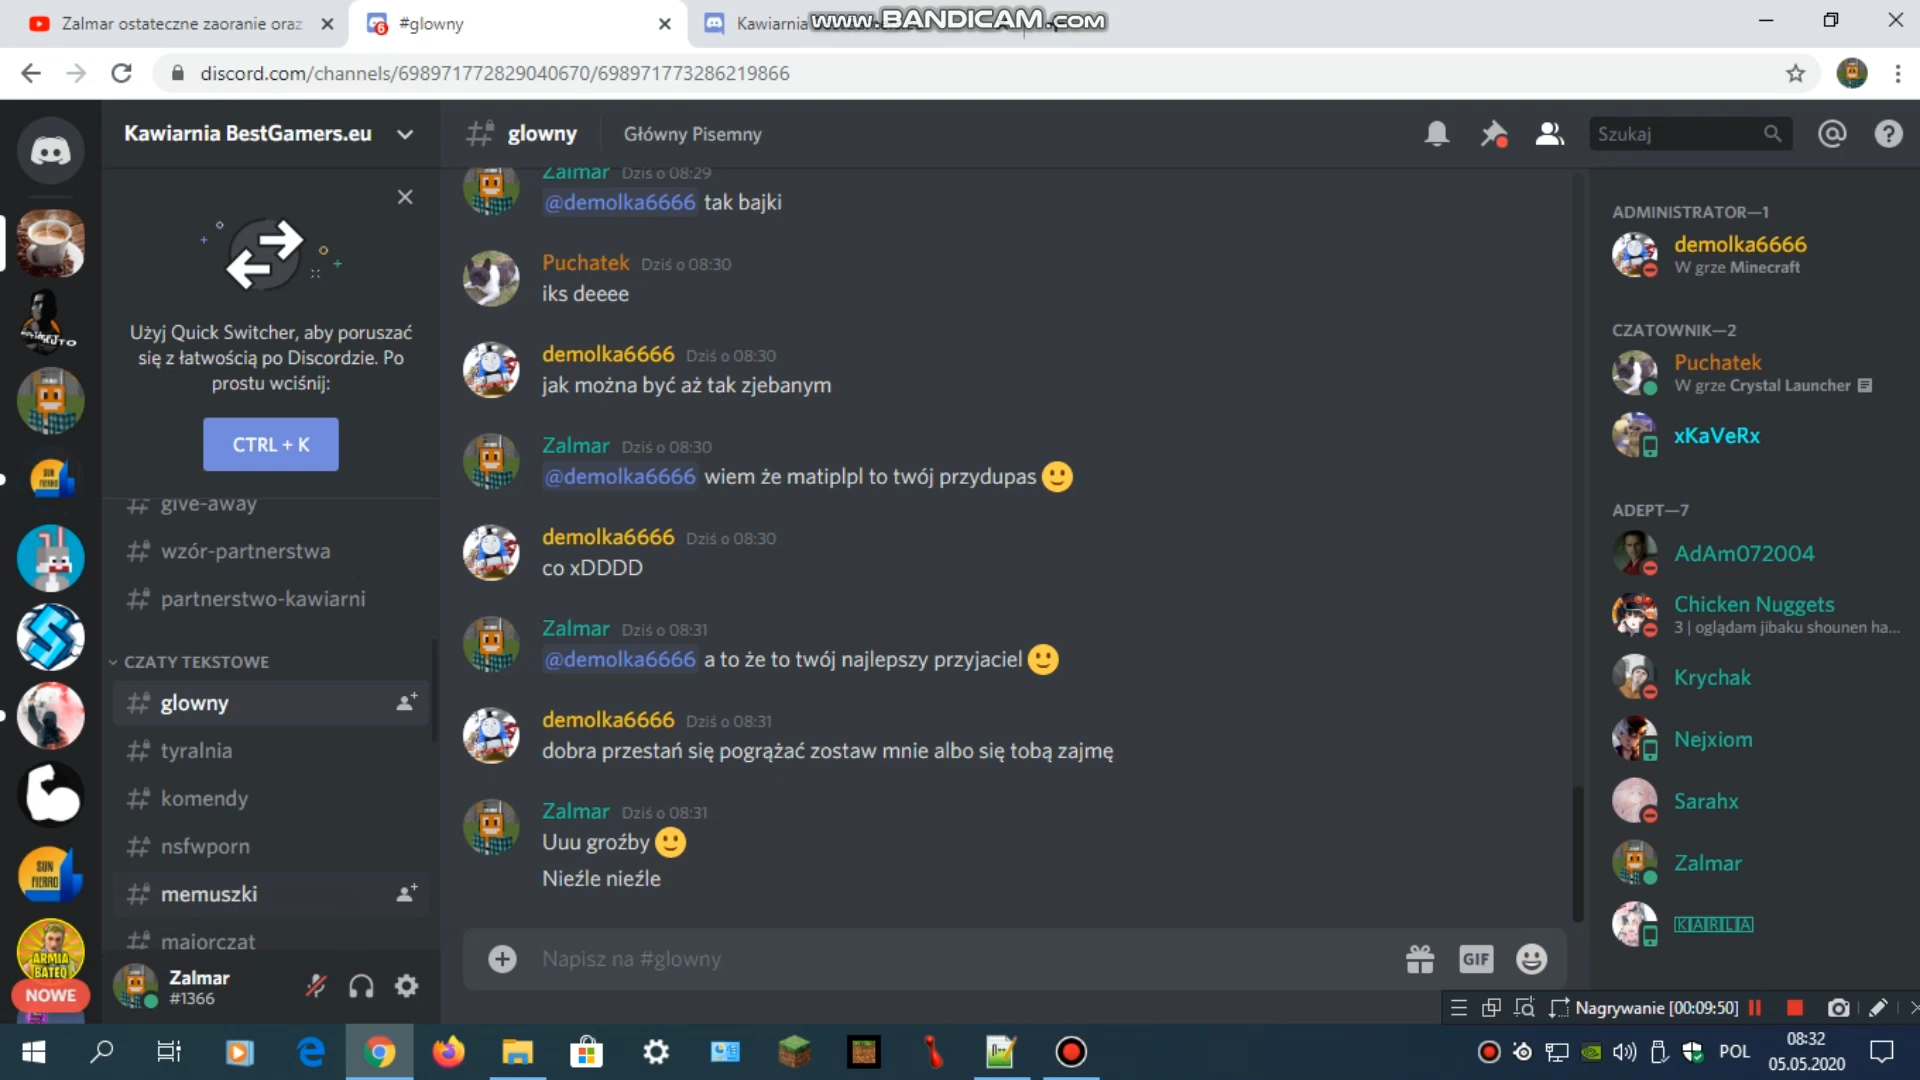 Zalmar ostateczne zaoranie oraz
#glowny
Kawiarnia
www.BANDICAM.com
discord.com/channels/698971772829040670/698971773286219866
Kawiarnia BestGamers.eu
glowny
Główny Pisemny
Szukaj
Użyj Quick Switcher, aby poruszać
się z łatwością po Discordzie. Po
prostu wciśnij:
CTRL + K
give-away
wzór-partnerstwa
partnerstwo-kawiarni
CZATY TEKSTOWE
glowny
tyralnia
komendy
nsfwporn
memuszki
maiorczat
Zalmar
#1366
SUN
PIERRO
ARMIA
BATEQ
NOWE
Zalmar Dziś o 08:29
@demolka6666 tak bajki
Puchatek Dziś o 08:30
iks deeee
demolka6666 Dziś o 08:30
jak można być aż tak zjebanym
Zalmar Dziś o 08:30
@demolka6666 wiem że matiplpl to twój przydupas
demolka6666 Dziś o 08:30
co xDDDD
Zalmar Dziś o 08:31
@demolka6666 a to że to twój najlepszy przyjaciel
demolka6666 Dziś o 08:31
dobra przestań się pogrążać zostaw mnie albo się tobą zajmę
Zalmar Dziś o 08:31
Uuu groźby
Nieźle nieźle
Napisz na #glowny
GIF
ADMINISTRATOR—1
demolka6666
W grze Minecraft
CZATOWNIK—2
Puchatek
W grze Crystal Launcher
xKaVeRx
ADEPT—7
AdAm072004
Chicken Nuggets
3 | oglądam jibaku shounen ha...
Krychak
Nejxiom
Sarahx
Zalmar
KARLA
Nagrywanie [00:09:50]
POL
08:32
05.05.2020